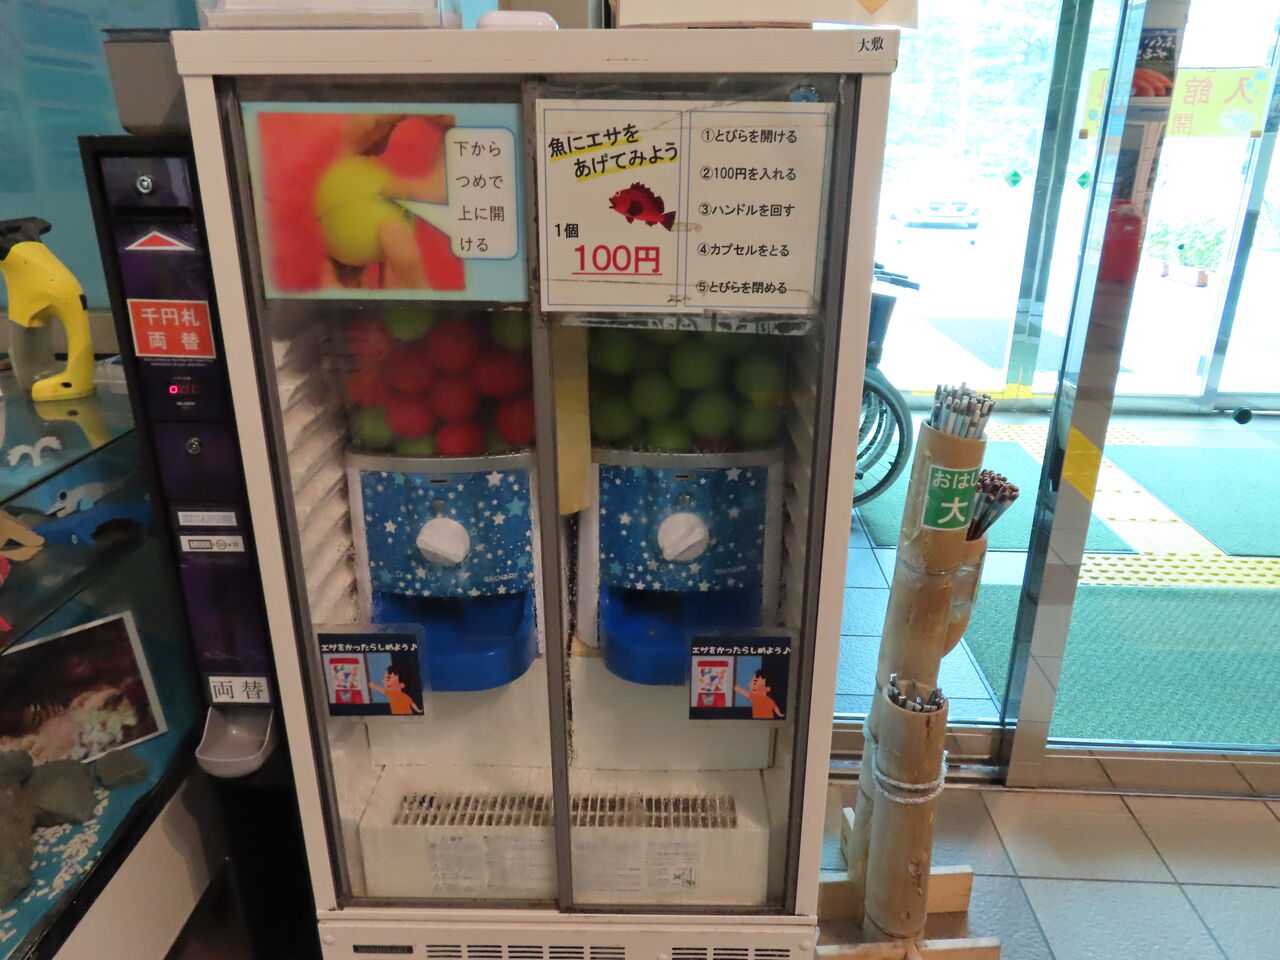 大敷
下から
つめで
上に開
ける
魚にエサを
あげてみよう
1個
100円
①とびらを開ける
②100円を入れる
③ハンドルを回す
④カプセルをとる
⑤とびらを閉める
千円札
両替
両替
エサをかったらしめよう♪
エサをかったらしめよう♪
おはし
大
入館
開